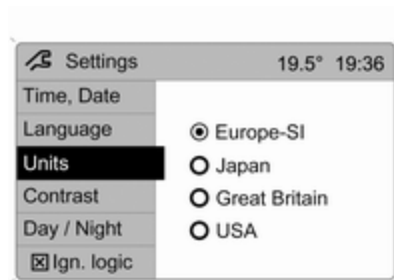 Settings 19.5° 19:36
Time, Date
Language
Units
Contrast
Day / Night
Ign. logic
Europe-SI
Japan
Great Britain
USA